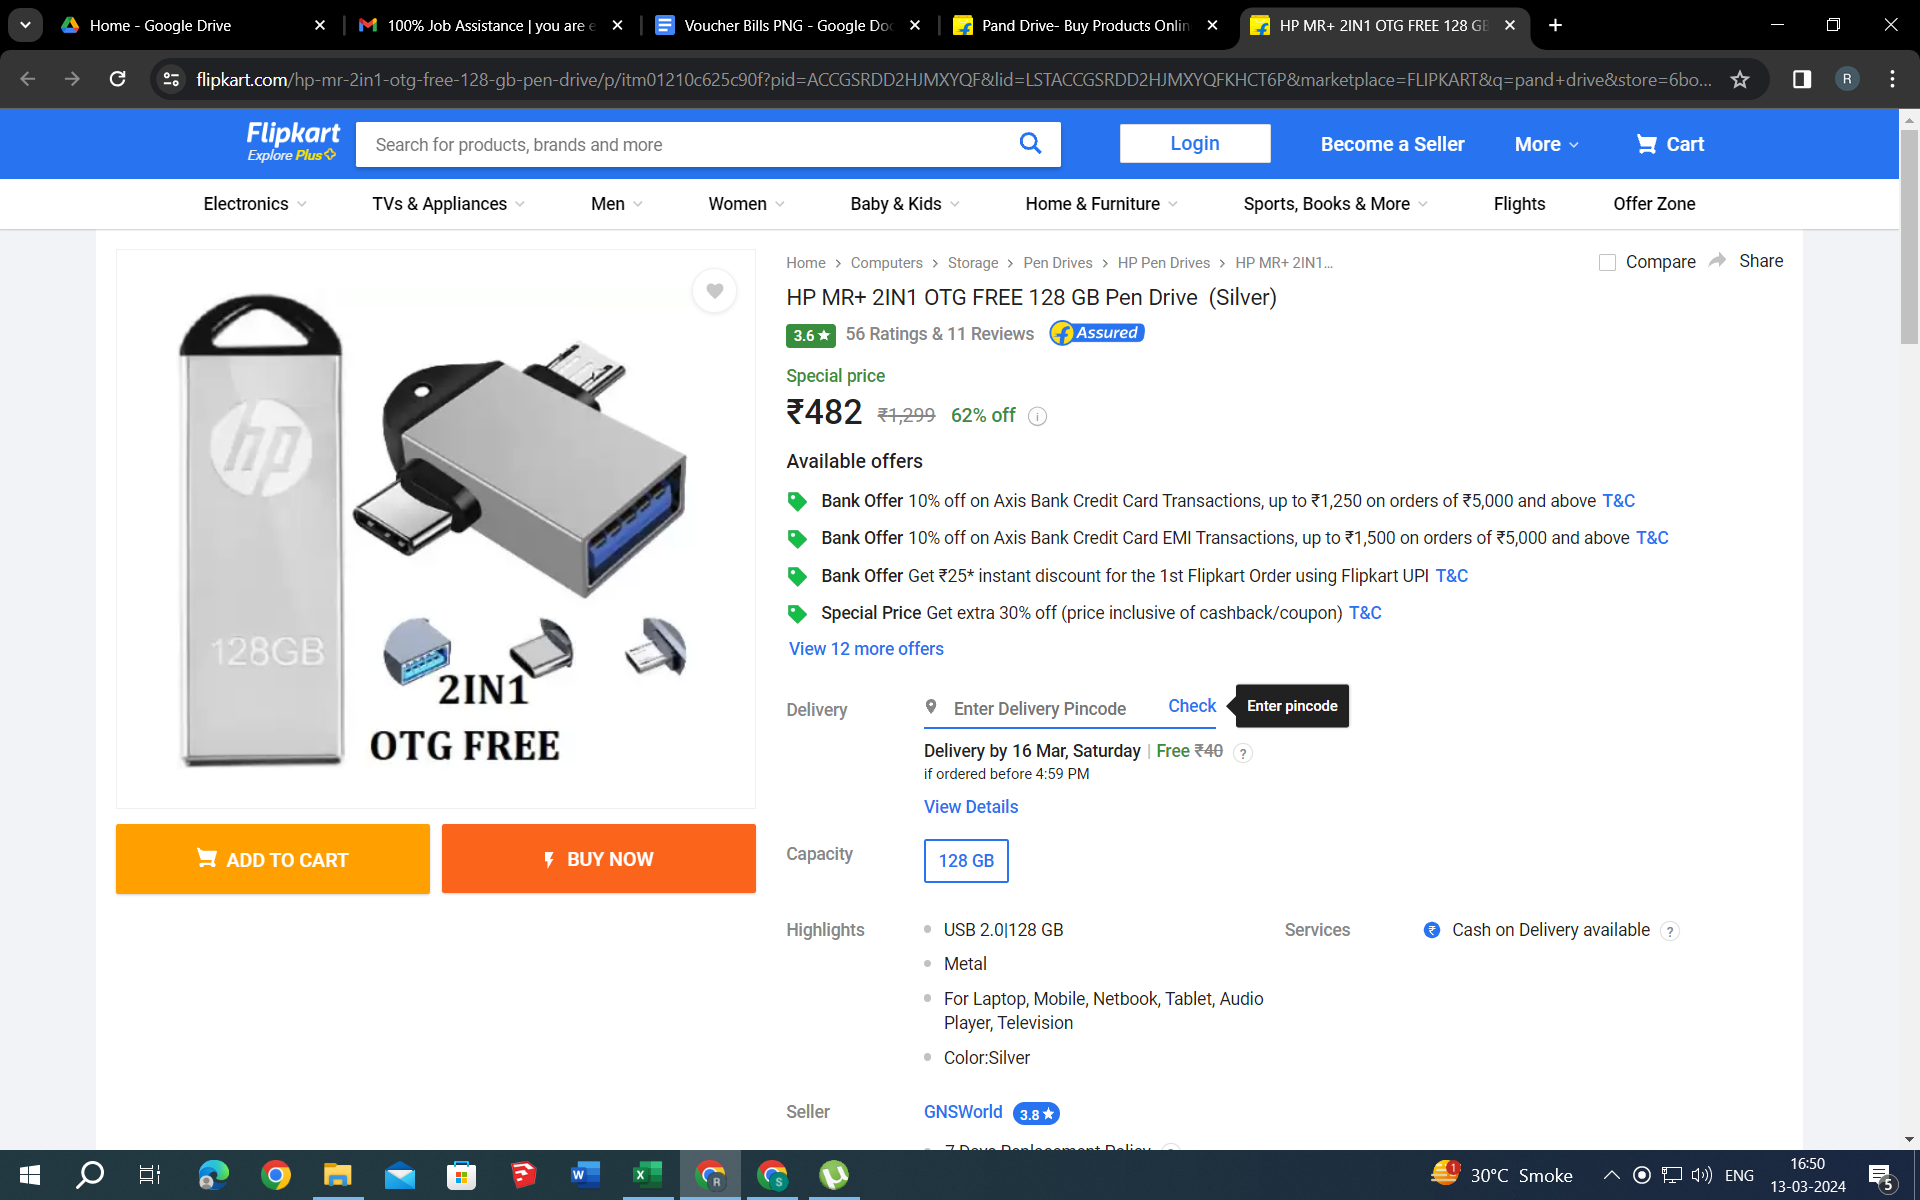 Home - Google Drive
100% Job Assistance | you are e
Voucher Bills PNG - Google Doc
Pand Drive- Buy Products Onlin
HP MR+ 2IN1 OTG FREE 128 GB
flipkart.com/hp-mr-2in1-otg-free-128-gb-pen-drive/p/itm01210c625c90f?pid=ACCGSRDD2HJMXYQF&lid=LSTACCGSRDD2HJMXYQFKHCT6P&marketplace=FLIPKART&q=pand+drive&store=6bo...
R
Flipkart
Explore Plus
Search for products, brands and more
Login
Become a Seller
More
Cart
Electronics
TVs & Appliances
Men
Women
Baby & Kids
Home & Furniture
Sports, Books & More
Flights
Offer Zone
hp
128GB
2IN1
OTG FREE
ADD TO CART
BUY NOW
Home > Computers > Storage > Pen Drives > HP Pen Drives > HP MR+ 2IN1...
Compare
Share
HP MR+ 2IN1 OTG FREE 128 GB Pen Drive (Silver)
3.6 ★ 56 Ratings & 11 Reviews Assured
Special price
₹482 ₹1,299 62% off
Available offers
Bank Offer 10% off on Axis Bank Credit Card Transactions, up to ₹1,250 on orders of ₹5,000 and above T&C
Bank Offer 10% off on Axis Bank Credit Card EMI Transactions, up to ₹1,500 on orders of ₹5,000 and above T&C
Bank Offer Get ₹25* instant discount for the 1st Flipkart Order using Flipkart UPI T&C
Special Price Get extra 30% off (price inclusive of cashback/coupon) T&C
View 12 more offers
Delivery
Enter Delivery Pincode
Check
Enter pincode
Delivery by 16 Mar, Saturday | Free ₹40 ?
if ordered before 4:59 PM
View Details
Capacity
128 GB
Highlights
USB 2.0|128 GB
Metal
For Laptop, Mobile, Netbook, Tablet, Audio
Player, Television
Color:Silver
Services
₹ Cash on Delivery available ?
Seller
GNSWorld 3.8 ★
7 Days Replacement Policy
1
30°C Smoke
ENG
16:50
13-03-2024
5